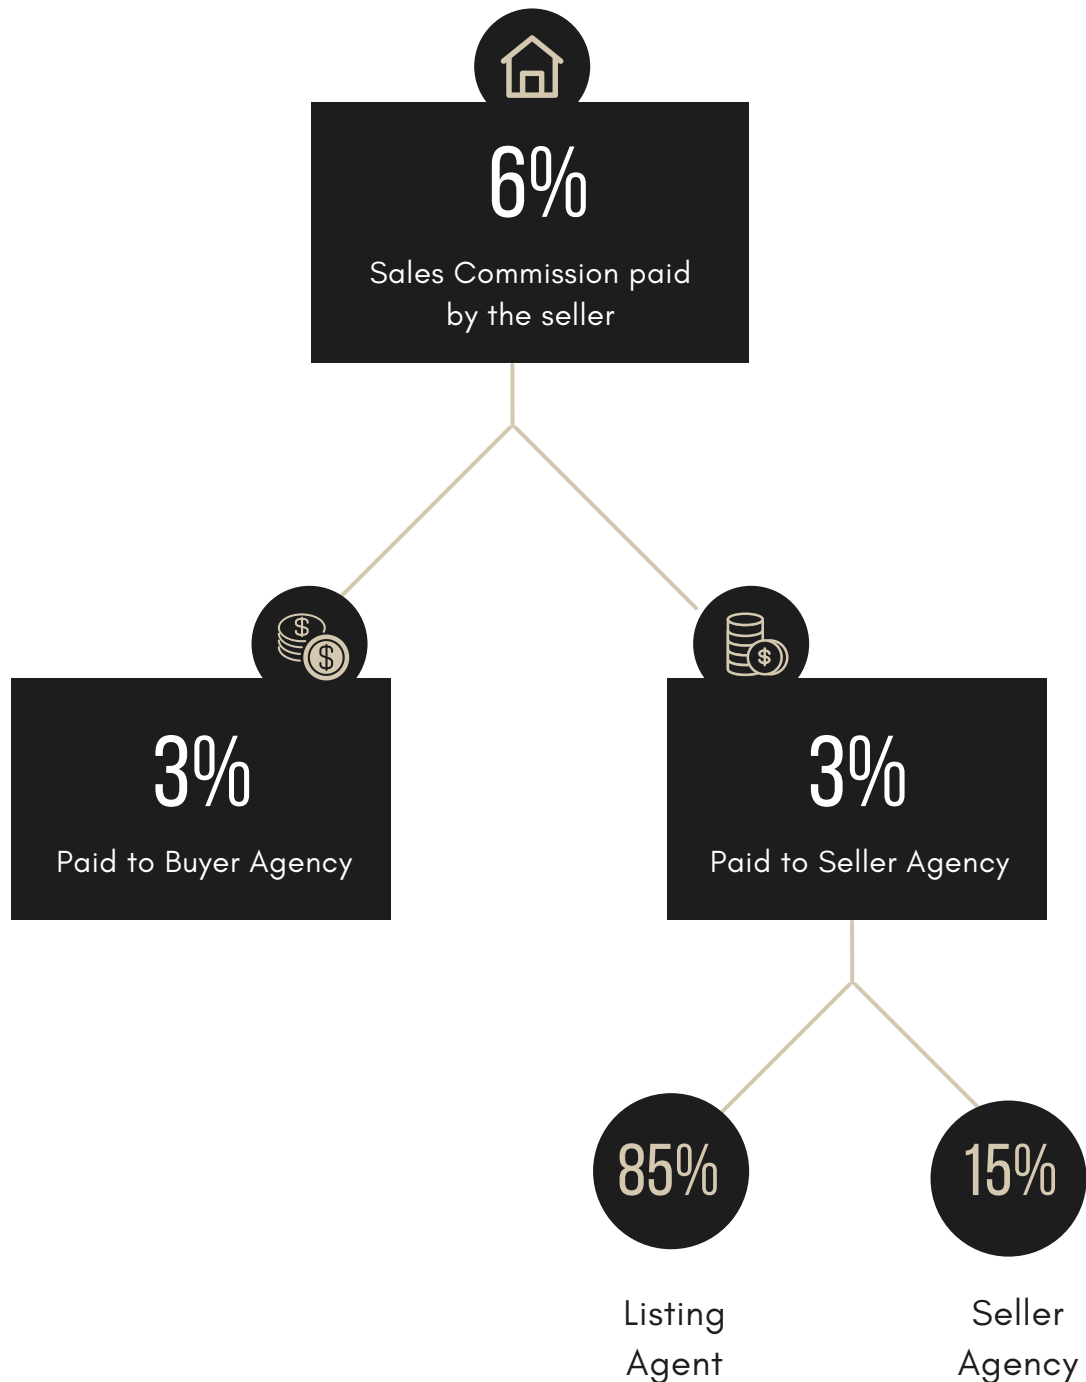 6%
Sales Commission paid
by the seller
3%
Paid to Buyer Agency
3%
Paid to Seller Agency
85%
Listing
Agent
15%
Seller
Agency